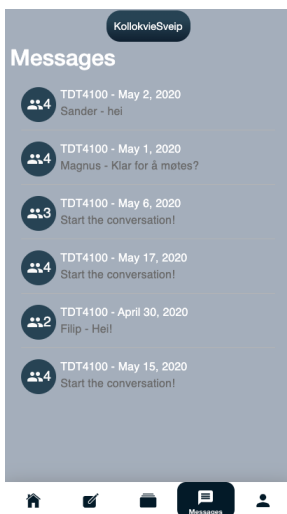 KollokvieSveip
Messages
4
TDT4100 - May 2, 2020
Sander - hei
4
TDT4100 - May 1, 2020
Magnus - Klar for å møtes?
3
TDT4100 - May 6, 2020
Start the conversation!
4
TDT4100 - May 17, 2020
Start the conversation!
2
TDT4100 - April 30, 2020
Filip - Hei!
4
TDT4100 - May 15, 2020
Start the conversation!
Messages